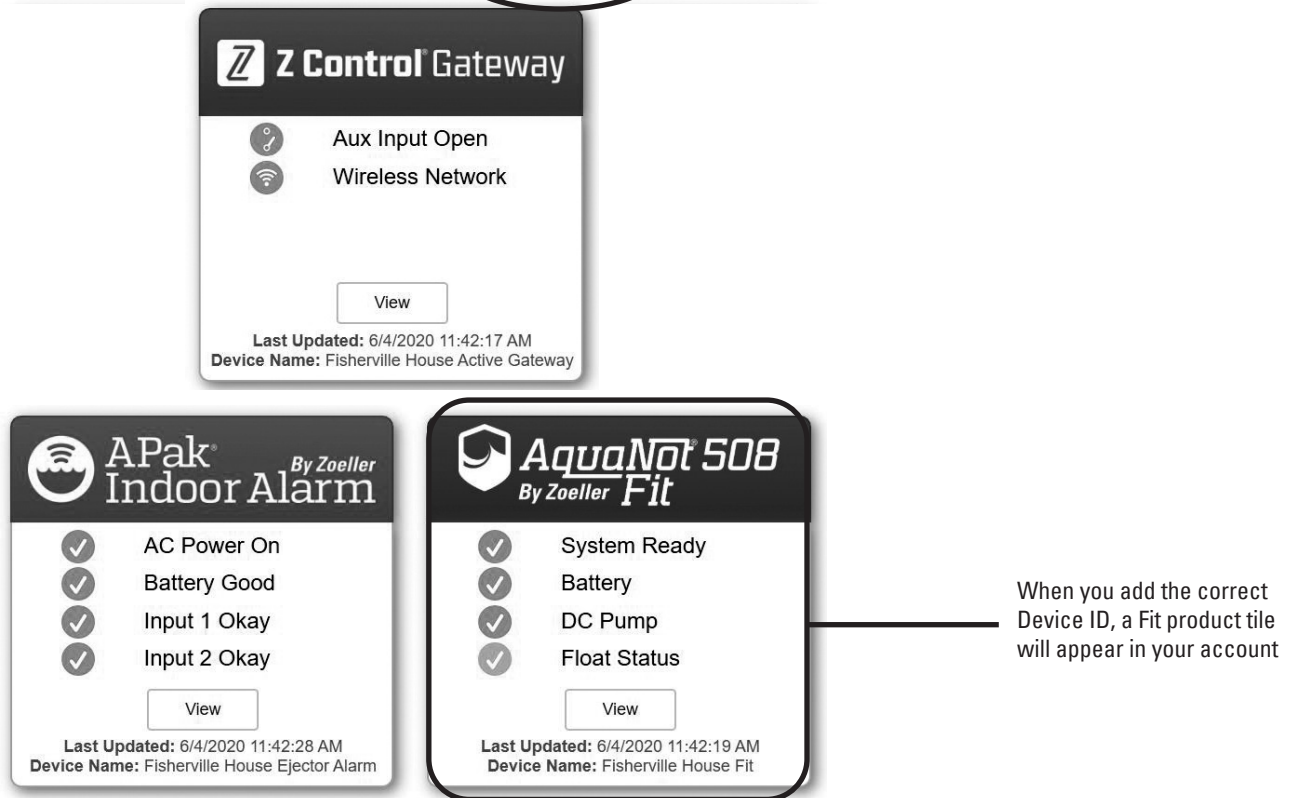 Z Control® Gateway
Aux Input Open
Wireless Network
View
Last Updated: 6/4/2020 11:42:17 AM
Device Name: Fisherville House Active Gateway
APak®
Indoor Alarm By Zoeller
AC Power On
Battery Good
Input 1 Okay
Input 2 Okay
View
Last Updated: 6/4/2020 11:42:28 AM
Device Name: Fisherville House Ejector Alarm
AquaNot® 508
By Zoeller Fit
System Ready
Battery
DC Pump
Float Status
View
Last Updated: 6/4/2020 11:42:19 AM
Device Name: Fisherville House Fit
When you add the correct
Device ID, a Fit product tile
will appear in your account